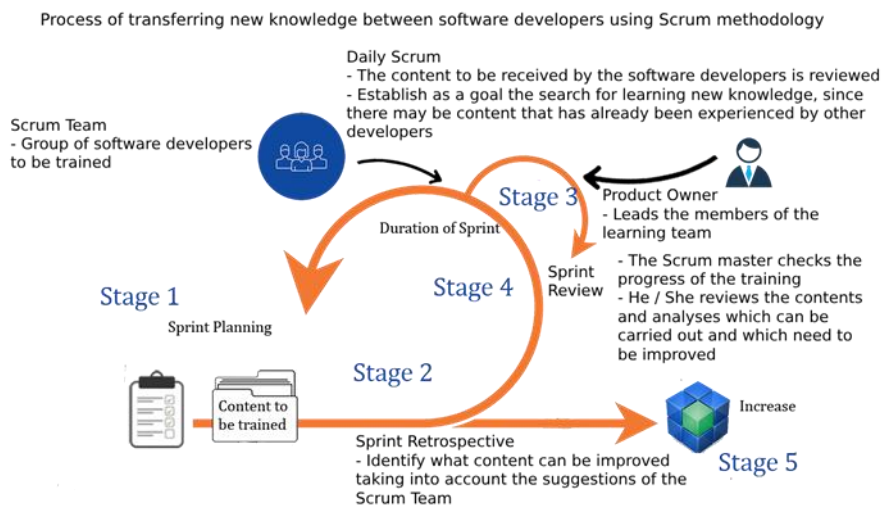 Process of transferring new knowledge between software developers using Scrum methodology
Daily Scrum
- The content to be received by the software developers is reviewed
- Establish as a goal the search for learning new knowledge, since
there may be content that has already been experienced by other
developers
Scrum Team
- Group of software developers
to be trained
Stage 3
Product Owner
- Leads the members of the
learning team
Duration of Sprint
Sprint
Review
- The Scrum master checks the
progress of the training
- He / She reviews the contents
and analyses which can be
carried out and which need to
be improved
Stage 1
Stage 4
Sprint Planning
Stage 2
Content to
be trained
Increase
Sprint Retrospective
- Identify what content can be improved
taking into account the suggestions of the
Scrum Team
Stage 5